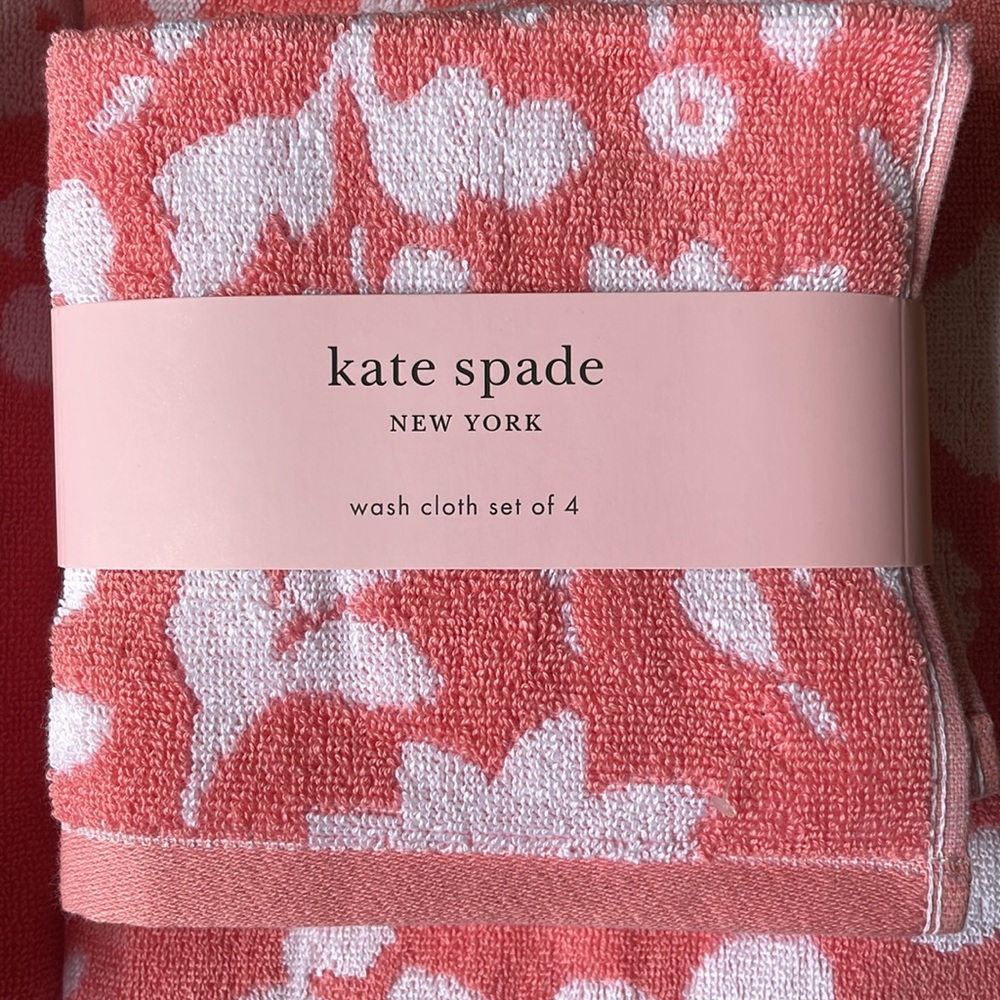 kate spade
NEW YORK
wash cloth set of 4